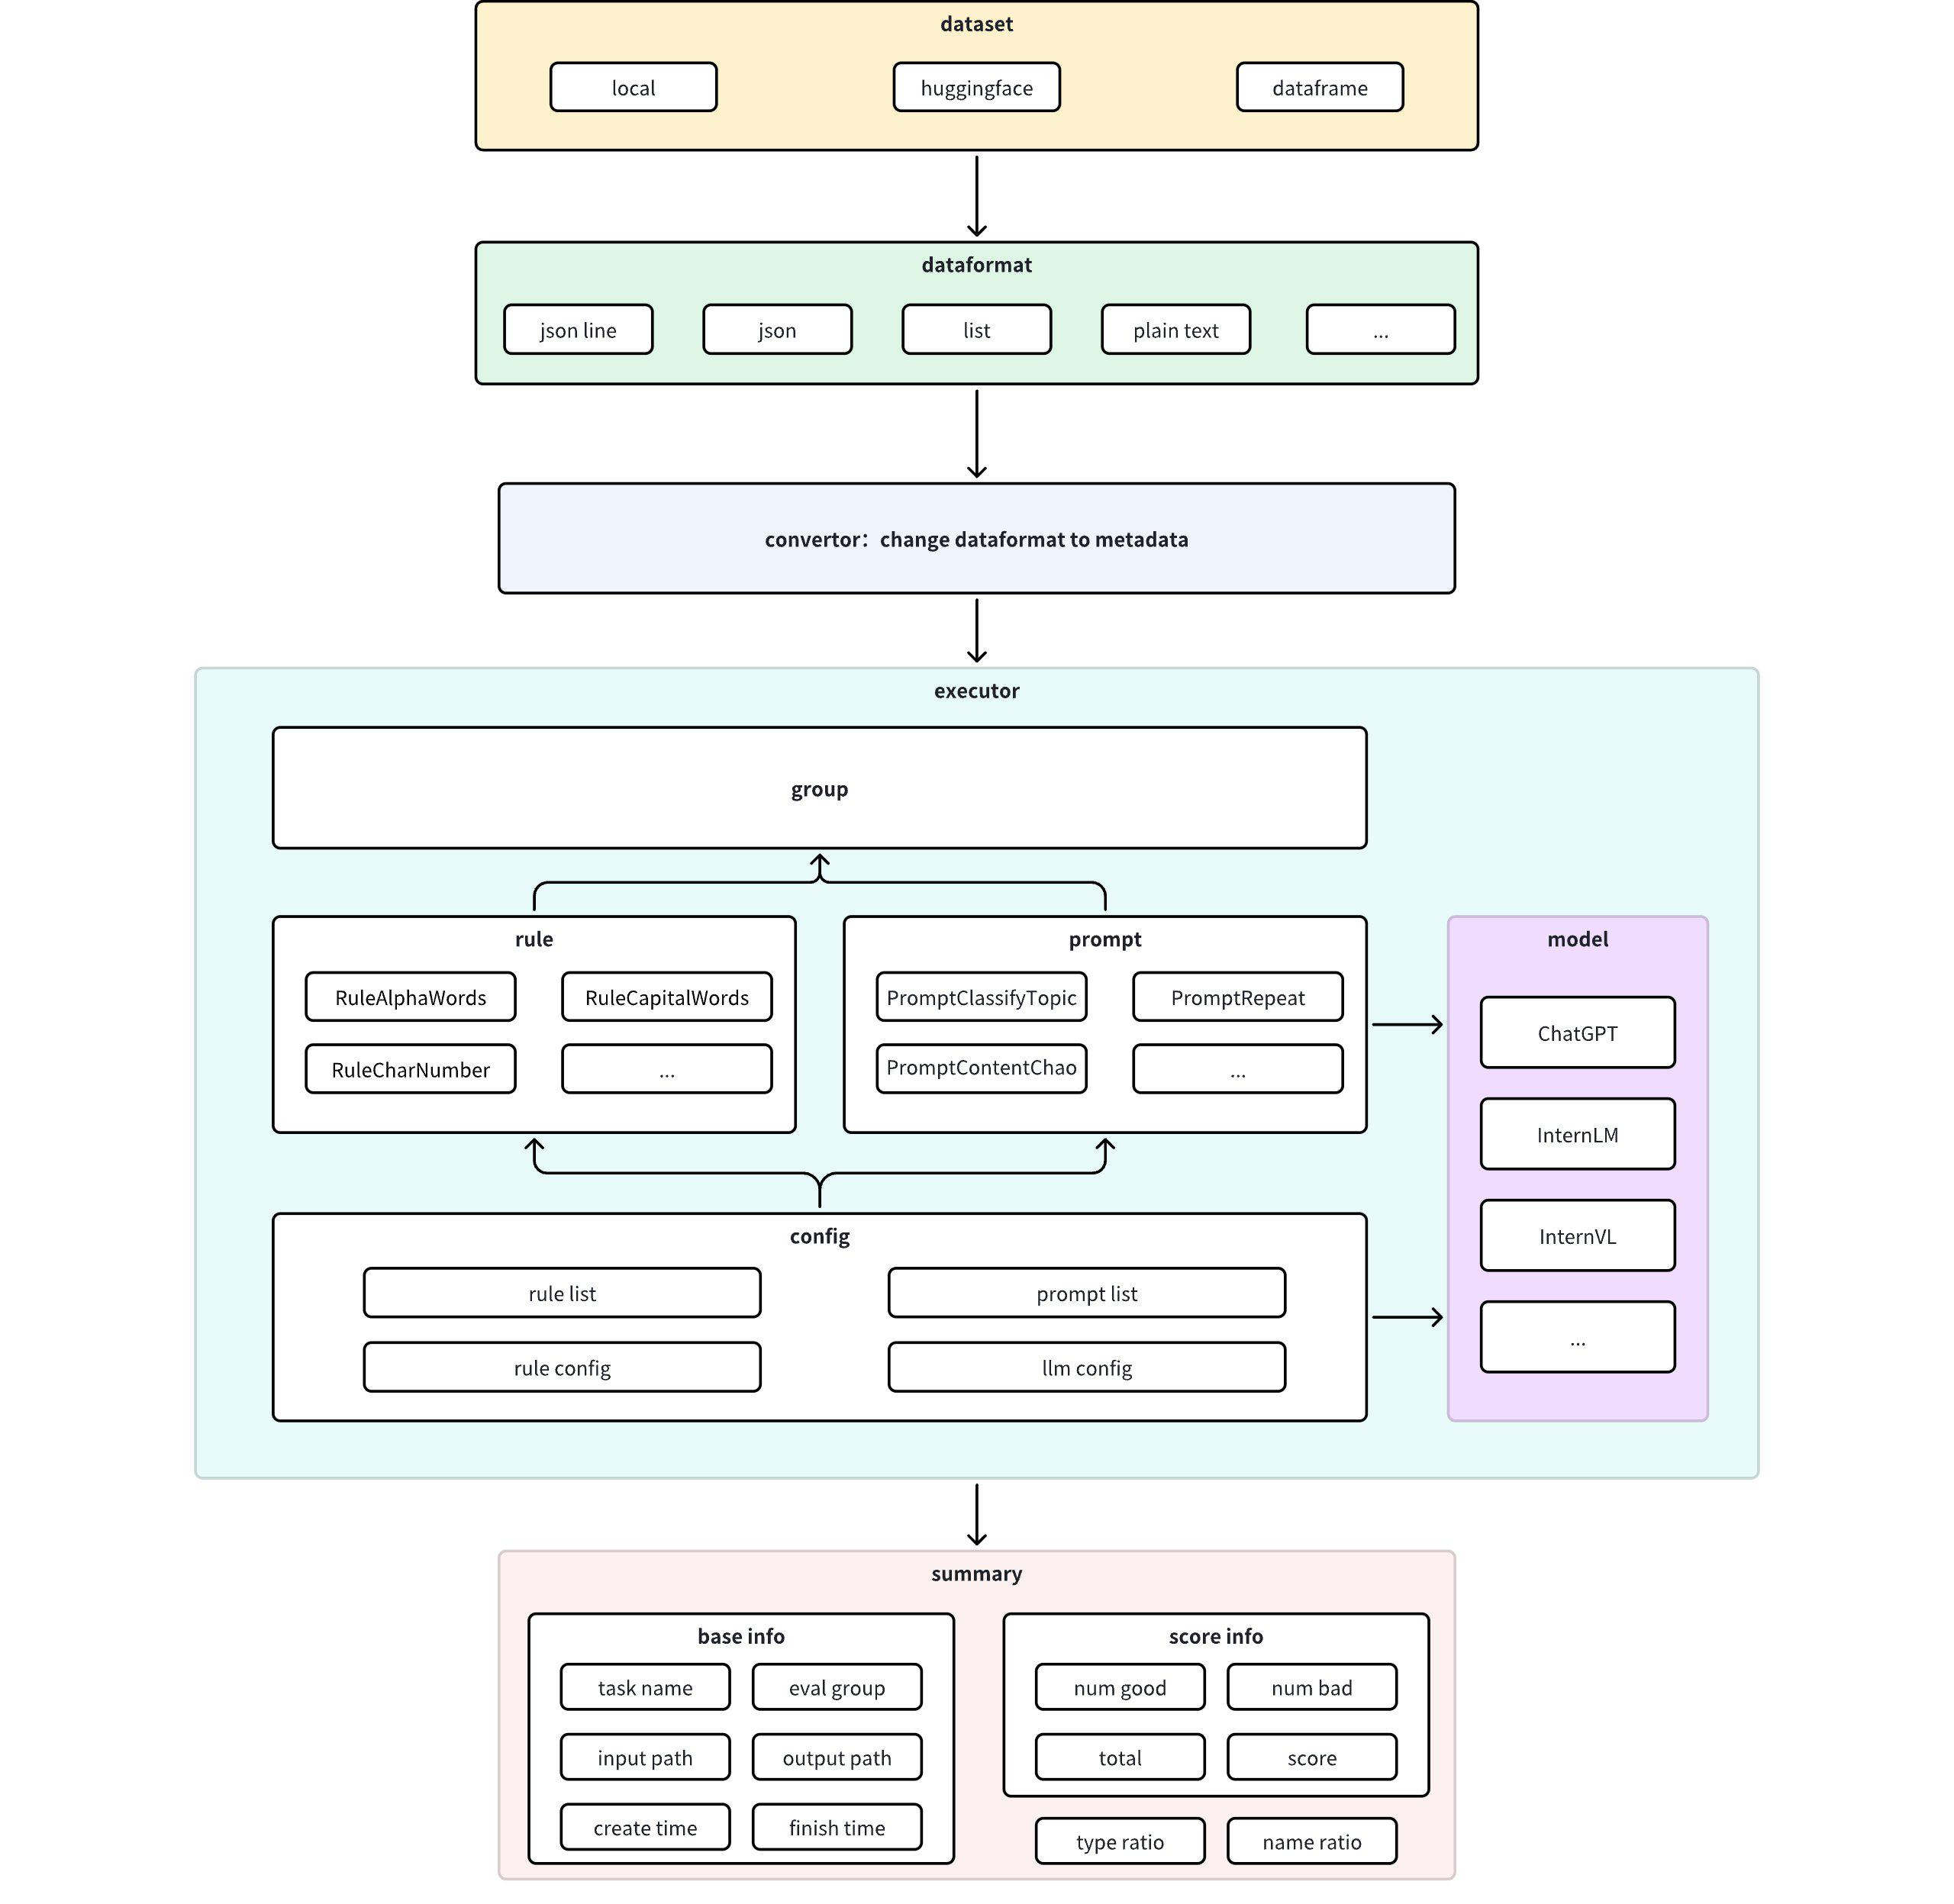 dataset
local
huggingface
dataframe
dataformat
json line
json
list
plain text
...
convertor：change dataformat to metadata
executor
group
rule
RuleAlphaWords
RuleCapitalWords
RuleCharNumber
...
prompt
PromptClassifyTopic
PromptRepeat
PromptContentChao
...
model
ChatGPT
InternLM
InternVL
...
config
rule list
prompt list
rule config
llm config
summary
base info
task name
eval group
input path
output path
create time
finish time
score info
num good
num bad
total
score
type ratio
name ratio